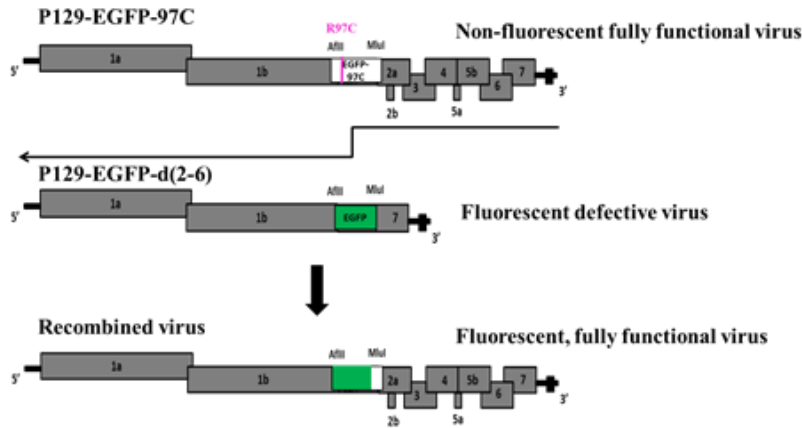 P129-EGFP-97C
R97C
Non-fluorescent fully functional virus
AflII MluI
5' 1a 1b EGFP-97C 2a 3 4 5b 6 7 3'
2b 5a
P129-EGFP-d(2-6)
AflII MluI
Fluorescent defective virus
5' 1a 1b EGFP 7 3'
Recombined virus
Fluorescent, fully functional virus
AflII MluI
5' 1a 1b 2a 3 4 5b 6 7 3'
2b 5a